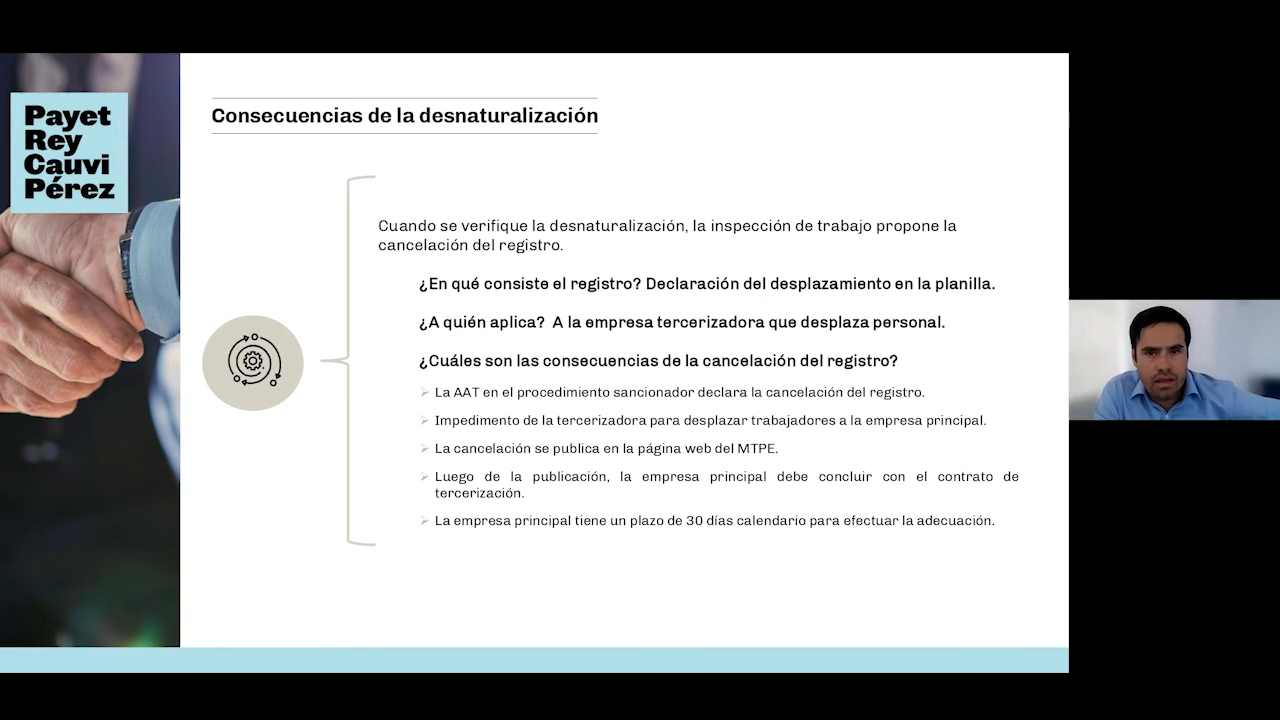 Payet
Rey
Cauvi
Pérez
Consecuencias de la desnaturalización
Cuando se verifique la desnaturalización, la inspección de trabajo propone la
cancelación del registro.
¿En qué consiste el registro? Declaración del desplazamiento en la planilla.
¿A quién aplica? A la empresa tercerizadora que desplaza personal.
¿Cuáles son las consecuencias de la cancelación del registro?
La AAT en el procedimiento sancionador declara la cancelación del registro.
Impedimento de la tercerizadora para desplazar trabajadores a la empresa principal.
La cancelación se publica en la página web del MTPE.
Luego de la publicación, la empresa principal debe concluir con el contrato de
tercerización.
La empresa principal tiene un plazo de 30 días calendario para efectuar la adecuación.